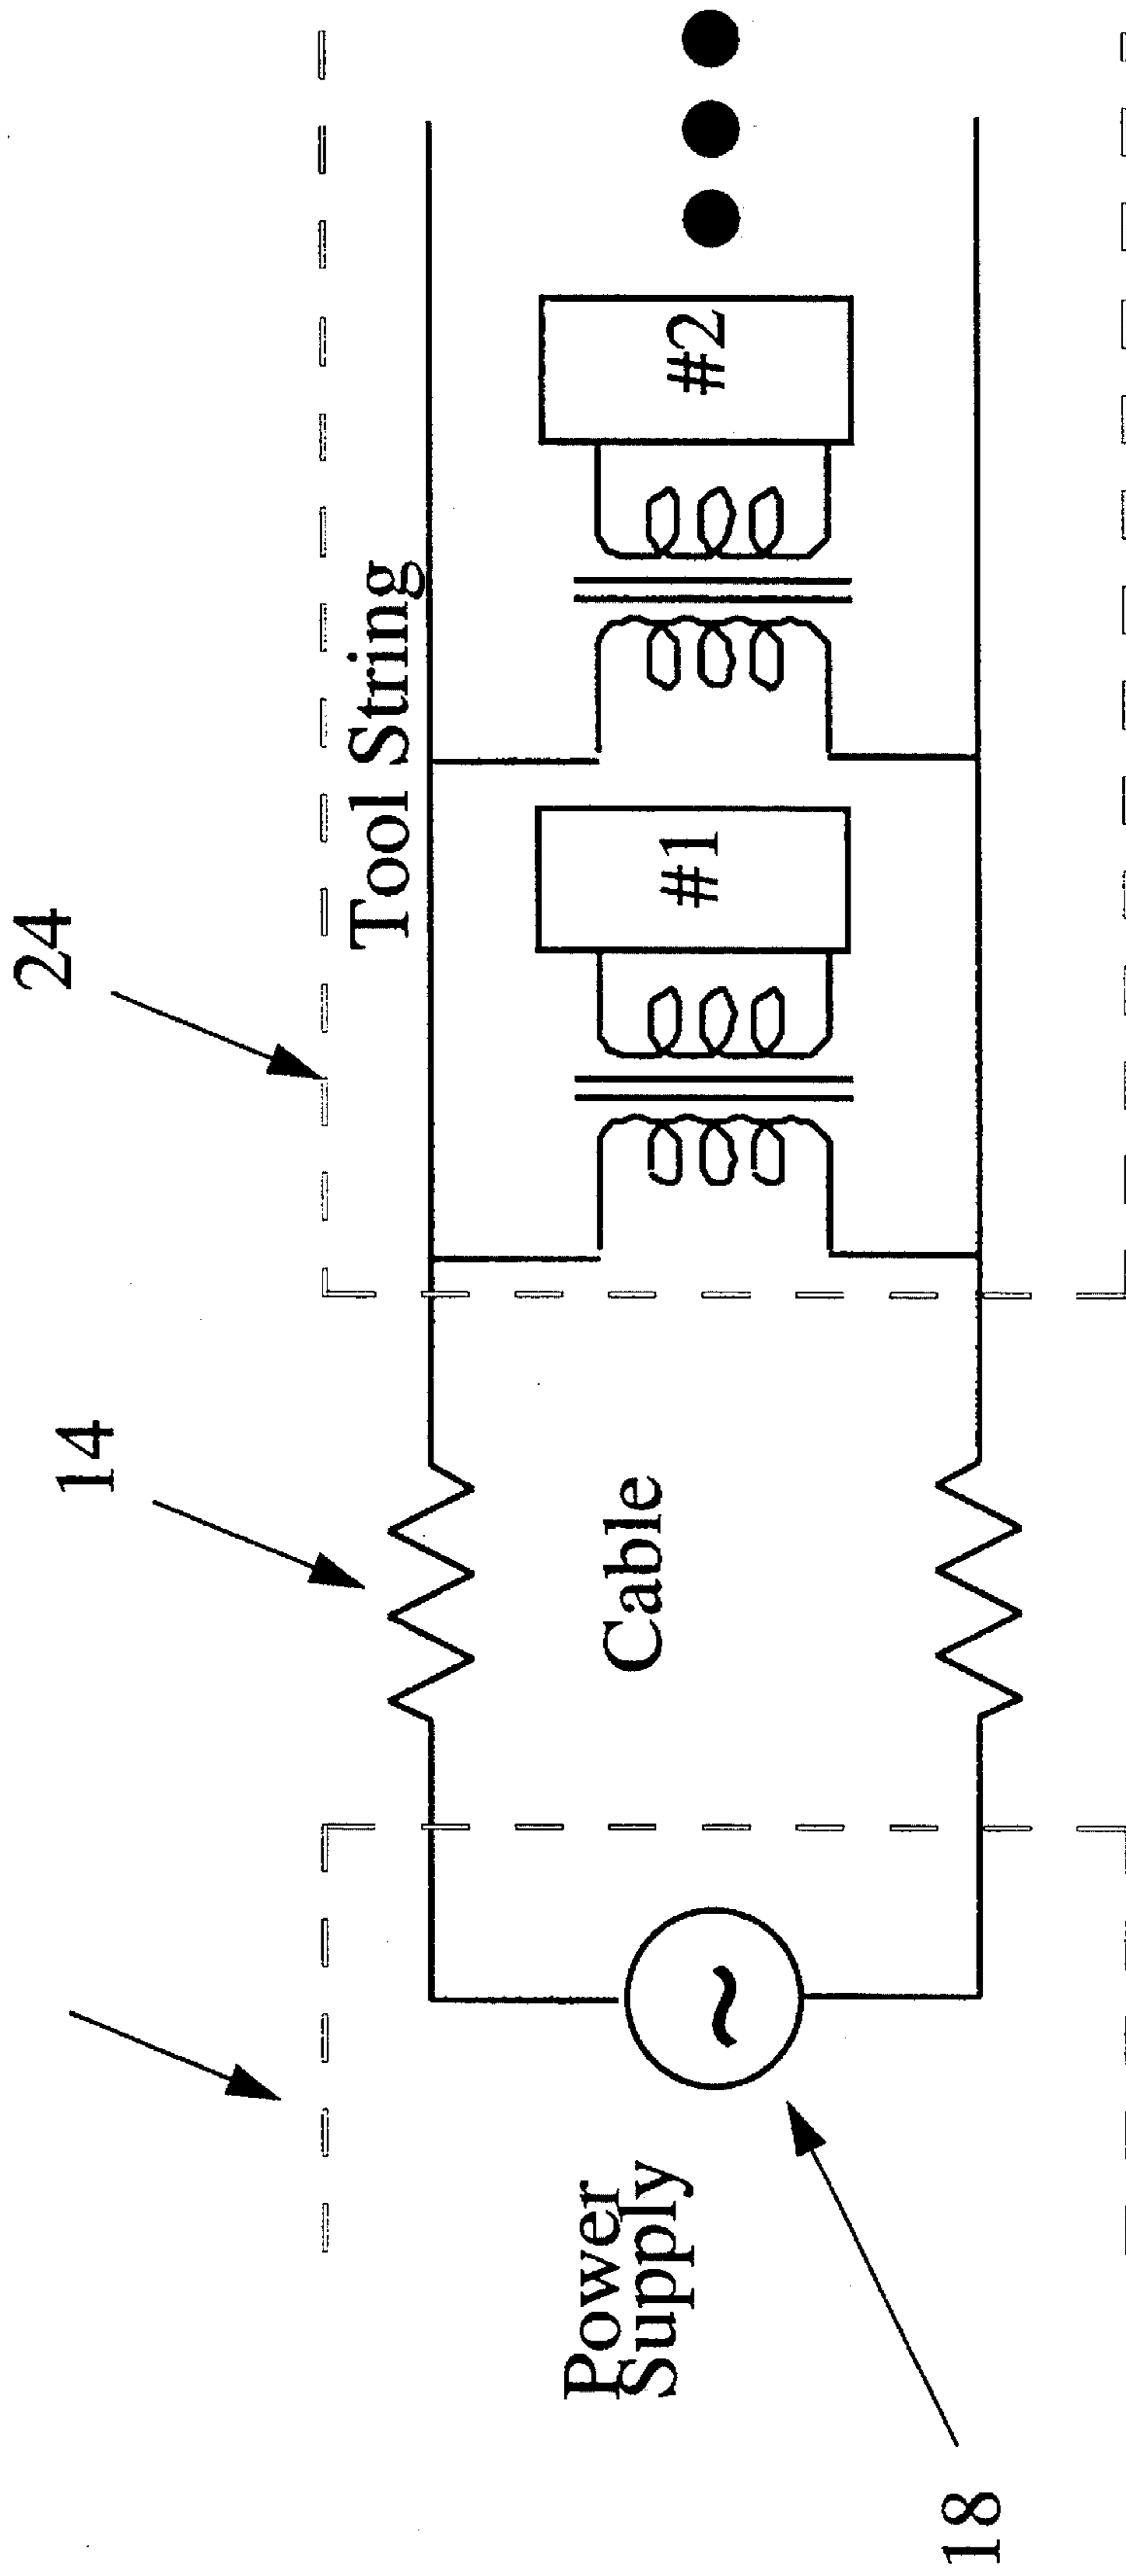 24
14
Tool String
#1
#2
Cable
Power
Supply
18